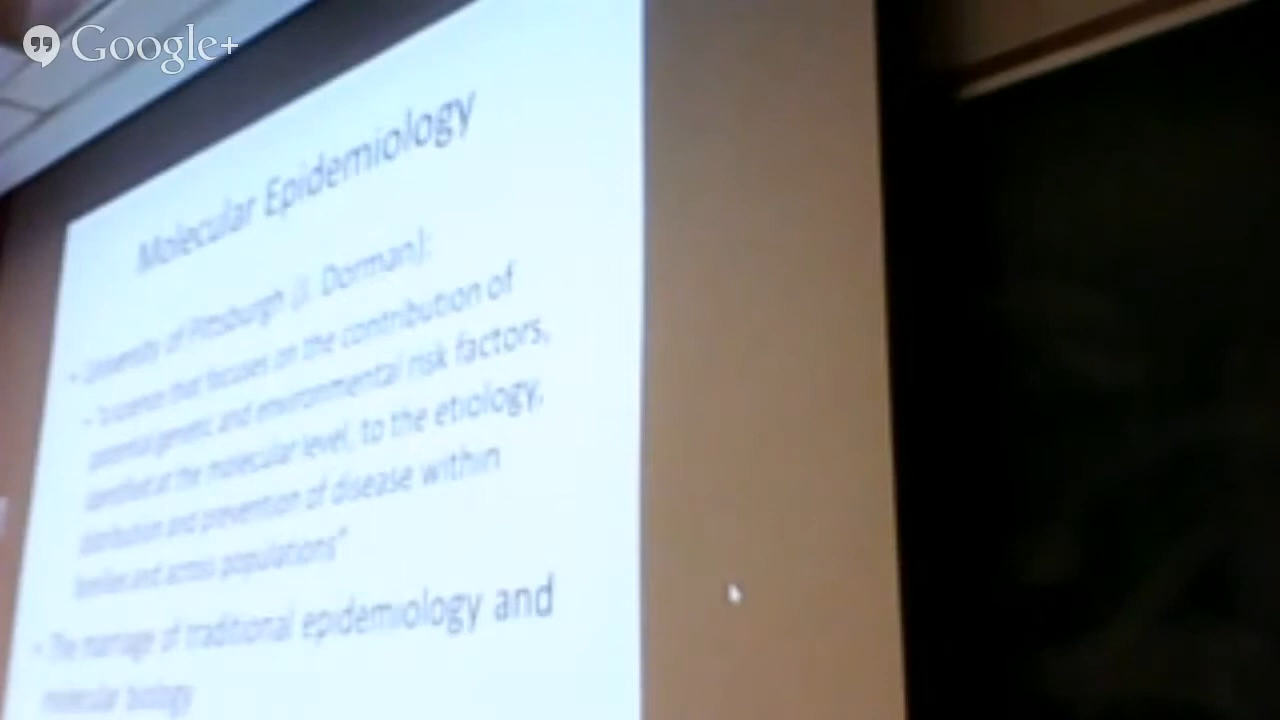 Google+
Molecular Epidemiology
• University of Pittsburgh (J. Dorman):
– "a science that focuses on the contribution of
potential genetic and environmental risk factors,
identified at the molecular level, to the etiology,
distribution and prevention of disease within
families and across populations"
• The marriage of traditional epidemiology and
molecular biology